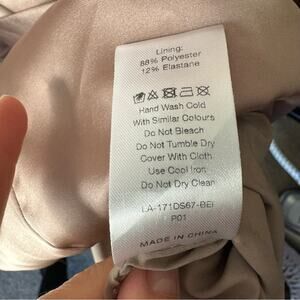 Lining:
88% Polyester
12% Elastane
Hand Wash Cold
With Similar Colours
Do Not Bleach
Do Not Tumble Dry
Cover With Cloth
Use Cool Iron
Do Not Dry Clean
LA-171DS67-BEI
P01
MADE IN CHINA